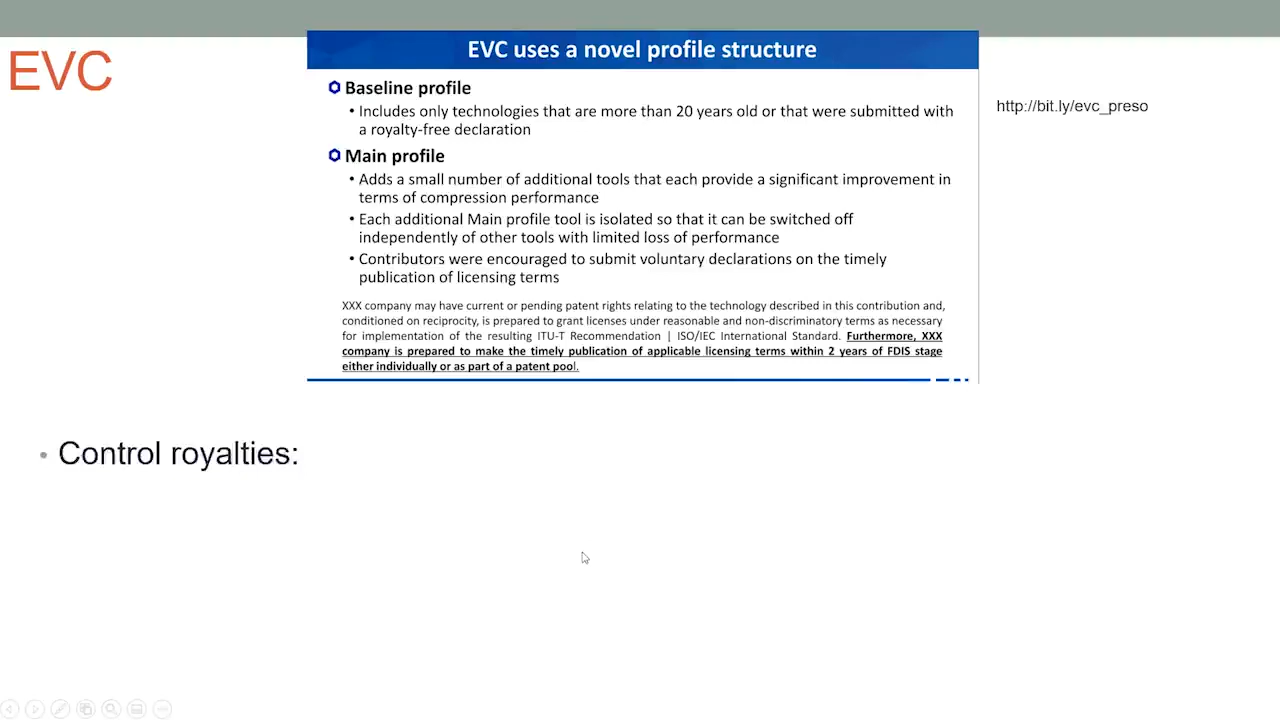 EVC
EVC uses a novel profile structure
http://bit.ly/evc_preso
Baseline profile
• Includes only technologies that are more than 20 years old or that were submitted with
a royalty-free declaration
Main profile
• Adds a small number of additional tools that each provide a significant improvement in
terms of compression performance
• Each additional Main profile tool is isolated so that it can be switched off
independently of other tools with limited loss of performance
• Contributors were encouraged to submit voluntary declarations on the timely
publication of licensing terms
XXX company may have current or pending patent rights relating to the technology described in this contribution and,
conditioned on reciprocity, is prepared to grant licenses under reasonable and non-discriminatory terms as necessary
for implementation of the resulting ITU-T Recommendation | ISO/IEC International Standard. Furthermore, XXX
company is prepared to make the timely publication of applicable licensing terms within 2 years of FDIS stage
either individually or as part of a patent pool.
• Control royalties: